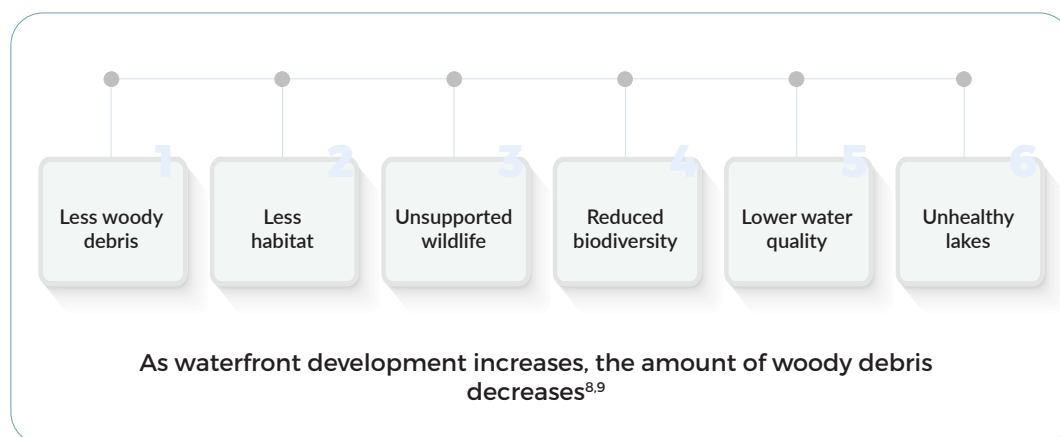 1
Less woody
debris
2
Less
habitat
3
Unsupported
wildlife
4
Reduced
biodiversity
5
Lower water
quality
6
Unhealthy
lakes
As waterfront development increases, the amount of woody debris
decreases8,9